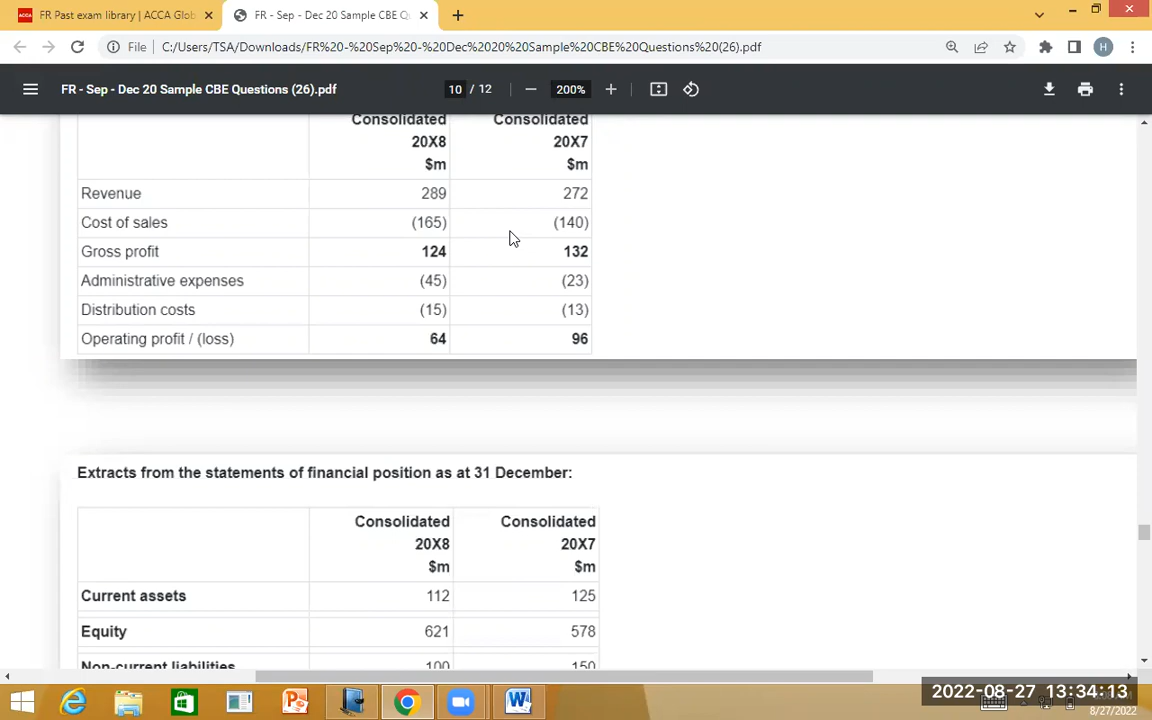 FR Past exam library | ACCA Glob
FR - Sep - Dec 20 Sample CBE Q
File
C:/Users/TSA/Downloads/FR%20-%20Sep%20-%20Dec%2020%20Sample%20CBE%20Questions%20(26).pdf
H
FR - Sep - Dec 20 Sample CBE Questions (26).pdf
10 / 12
200%
Consolidated Consolidated
20X8 20X7
$m $m
Revenue 289 272
Cost of sales (165) (140)
Gross profit 124 132
Administrative expenses (45) (23)
Distribution costs (15) (13)
Operating profit / (loss) 64 96
Extracts from the statements of financial position as at 31 December:
Consolidated Consolidated
20X8 20X7
$m $m
Current assets 112 125
Equity 621 578
Non-current liabilities 100 150
2022-08-27 13:34:13
8/27/2022